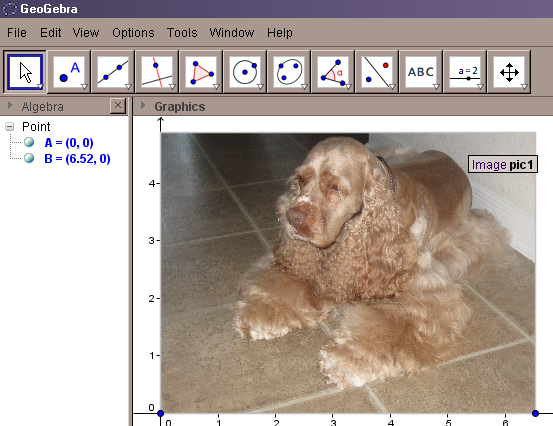 GeoGebra
File Edit View Options Tools Window Help
A α ABC a=2
Algebra Graphics
Point
A = (0, 0)
B = (6.52, 0)
Image pic1
4
3
2
1
0
0 1 2 3 4 5 6